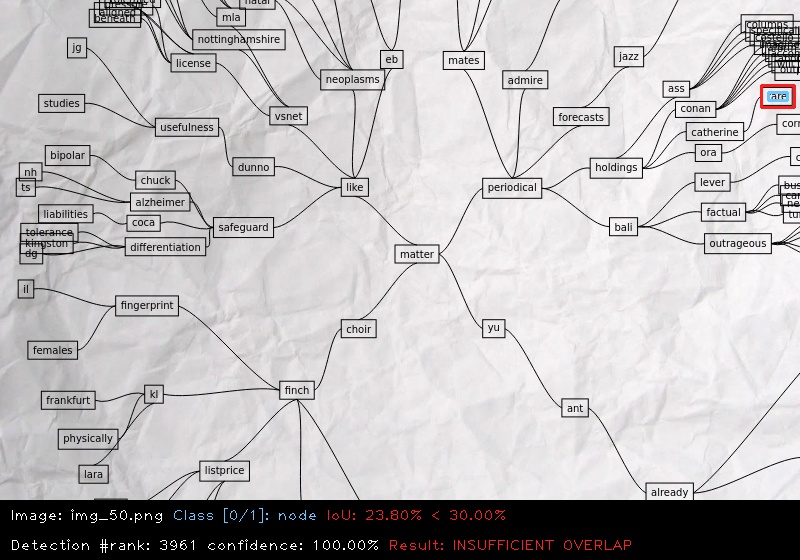 natal
aligned
beneath
mla
columns
jg
nottinghamshire
license
neoplasms
eb
mates
admire
jazz
ass
are
studies
vsnet
forecasts
conan
usefulness
catherine
bipolar
dunno
holdings
ora
nh
ts
chuck
alzheimer
like
periodical
lever
liabilities
coca
safeguard
bali
factual
tolerance
kingston
dg
differentiation
outrageous
matter
il
fingerprint
choir
yu
females
frankfurt
kl
finch
ant
physically
lara
listprice
already
Image: img_50.png Class [0/1]: node IoU: 23.80% < 30.00%
Detection #rank: 3961 confidence: 100.00% Result: INSUFFICIENT OVERLAP